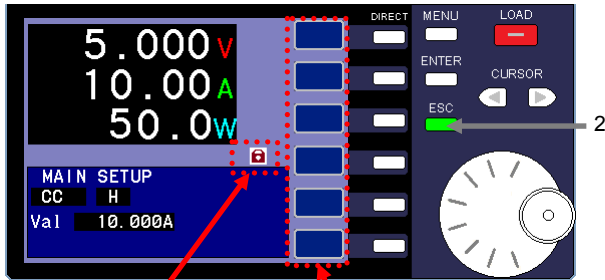 DIRECT MENU LOAD
5.000V
10.00A
50.0W
ENTER
CURSOR
ESC
2
MAIN SETUP
CC H
Val 10.000A